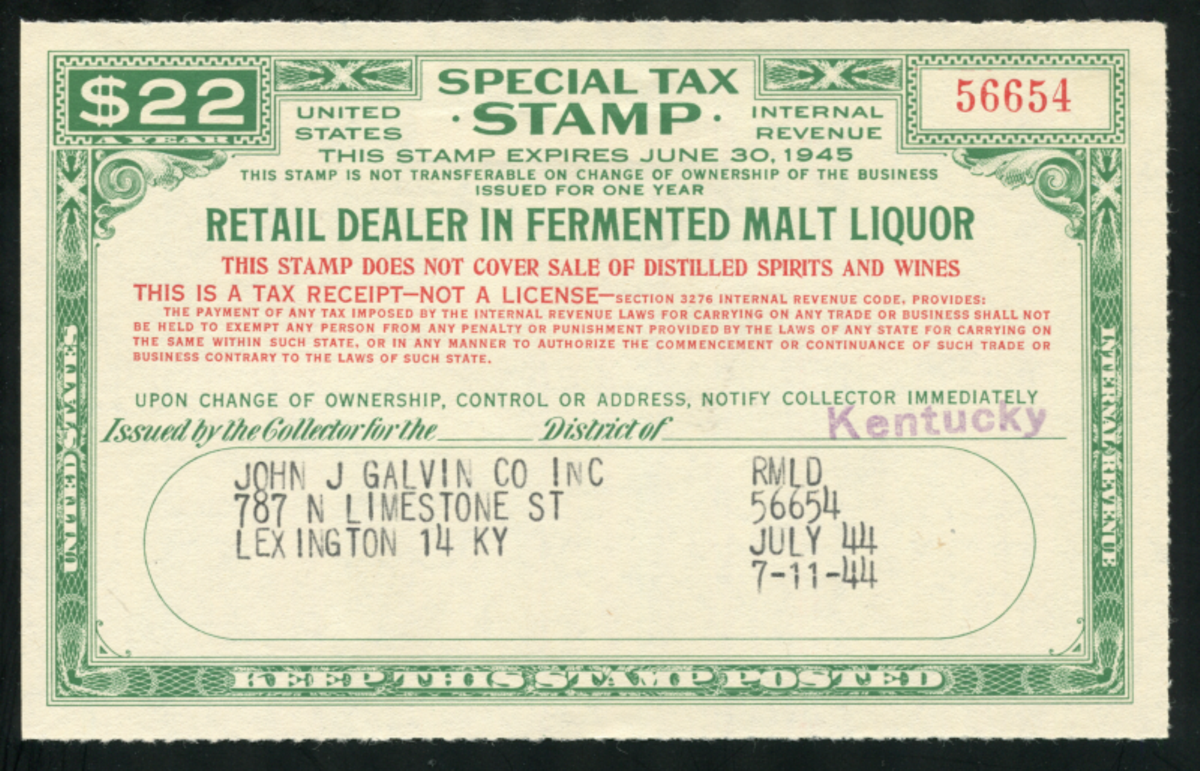 $22
A YEAR
UNITED STATES
SPECIAL TAX
· STAMP ·
INTERNAL REVENUE
56654
THIS STAMP EXPIRES JUNE 30, 1945
THIS STAMP IS NOT TRANSFERABLE ON CHANGE OF OWNERSHIP OF THE BUSINESS
ISSUED FOR ONE YEAR
RETAIL DEALER IN FERMENTED MALT LIQUOR
THIS STAMP DOES NOT COVER SALE OF DISTILLED SPIRITS AND WINES
THIS IS A TAX RECEIPT—NOT A LICENSE—SECTION 3276 INTERNAL REVENUE CODE, PROVIDES:
THE PAYMENT OF ANY TAX IMPOSED BY THE INTERNAL REVENUE LAWS FOR CARRYING ON ANY TRADE OR BUSINESS SHALL NOT
BE HELD TO EXEMPT ANY PERSON FROM ANY PENALTY OR PUNISHMENT PROVIDED BY THE LAWS OF ANY STATE FOR CARRYING ON
THE SAME WITHIN SUCH STATE, OR IN ANY MANNER TO AUTHORIZE THE COMMENCEMENT OR CONTINUANCE OF SUCH TRADE OR
BUSINESS CONTRARY TO THE LAWS OF SUCH STATE.
UPON CHANGE OF OWNERSHIP, CONTROL OR ADDRESS, NOTIFY COLLECTOR IMMEDIATELY
Issued by the Collector for the District of Kentucky
JOHN J GALVIN CO INC RMLD
787 N LIMESTONE ST 56654
LEXINGTON 14 KY JULY 44
7-11-44
UNITED STATES
INTERNAL REVENUE
KEEP THIS STAMP POSTED